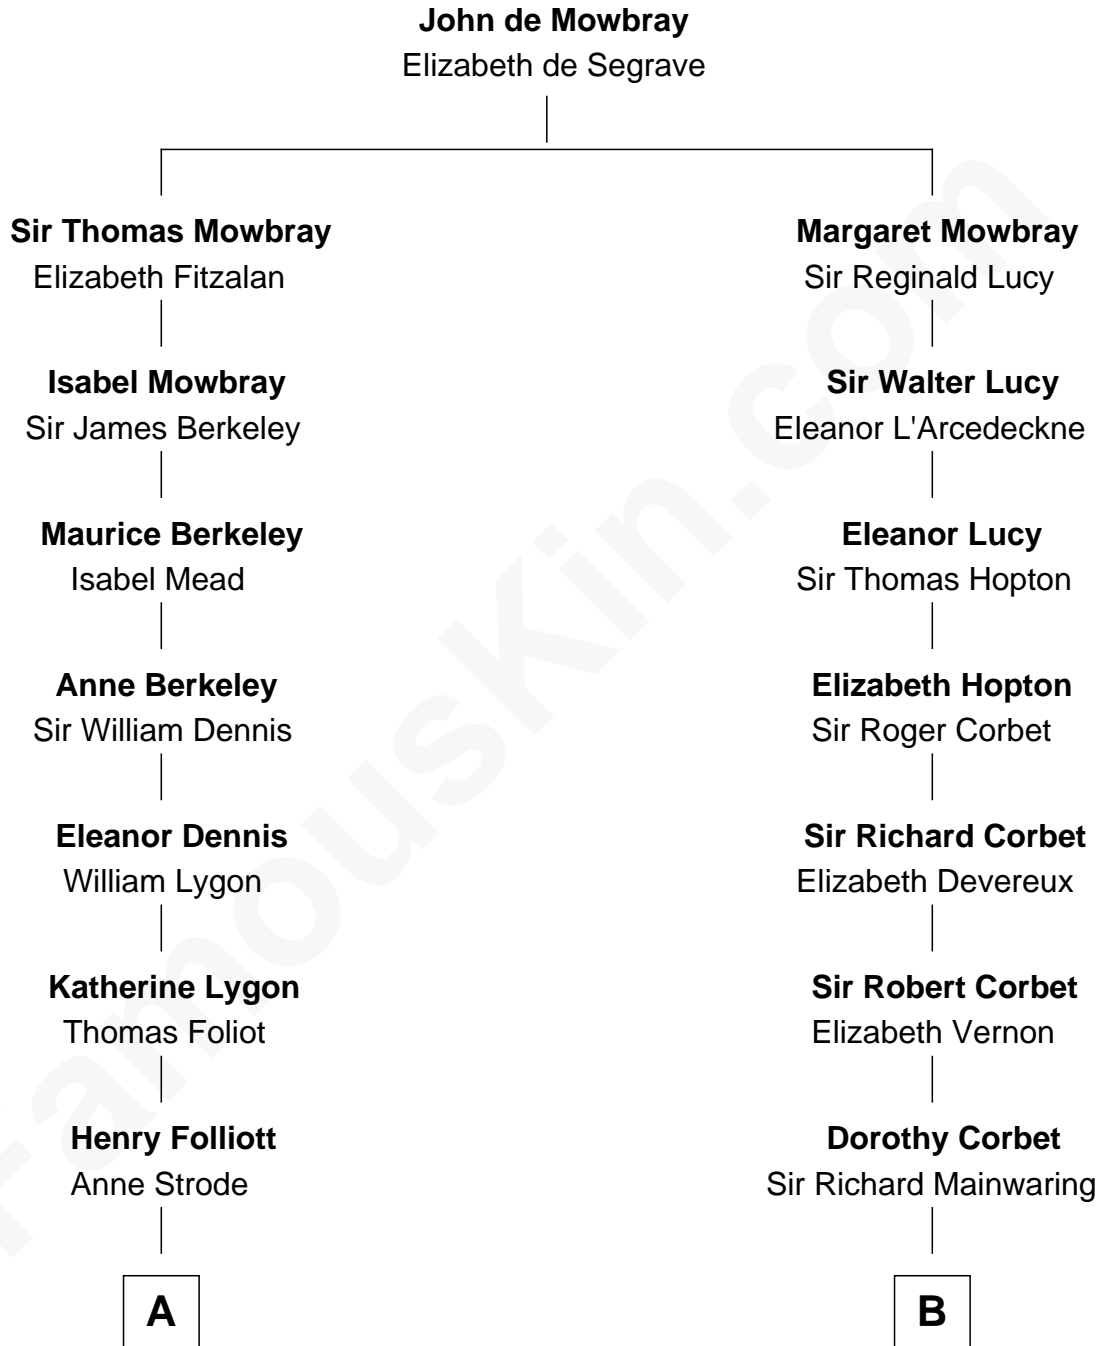 John de Mowbray
Elizabeth de Segrave
Sir Thomas Mowbray
Elizabeth Fitzalan
Margaret Mowbray
Sir Reginald Lucy
Isabel Mowbray
Sir James Berkeley
Sir Walter Lucy
Eleanor L'Arcedeckne
Maurice Berkeley
Isabel Mead
Eleanor Lucy
Sir Thomas Hopton
Anne Berkeley
Sir William Dennis
Elizabeth Hopton
Sir Roger Corbet
Eleanor Dennis
William Lygon
Sir Richard Corbet
Elizabeth Devereux
Katherine Lygon
Thomas Foliot
Sir Robert Corbet
Elizabeth Vernon
Henry Folliott
Anne Strode
Dorothy Corbet
Sir Richard Mainwaring
A
B
FamousKin.com